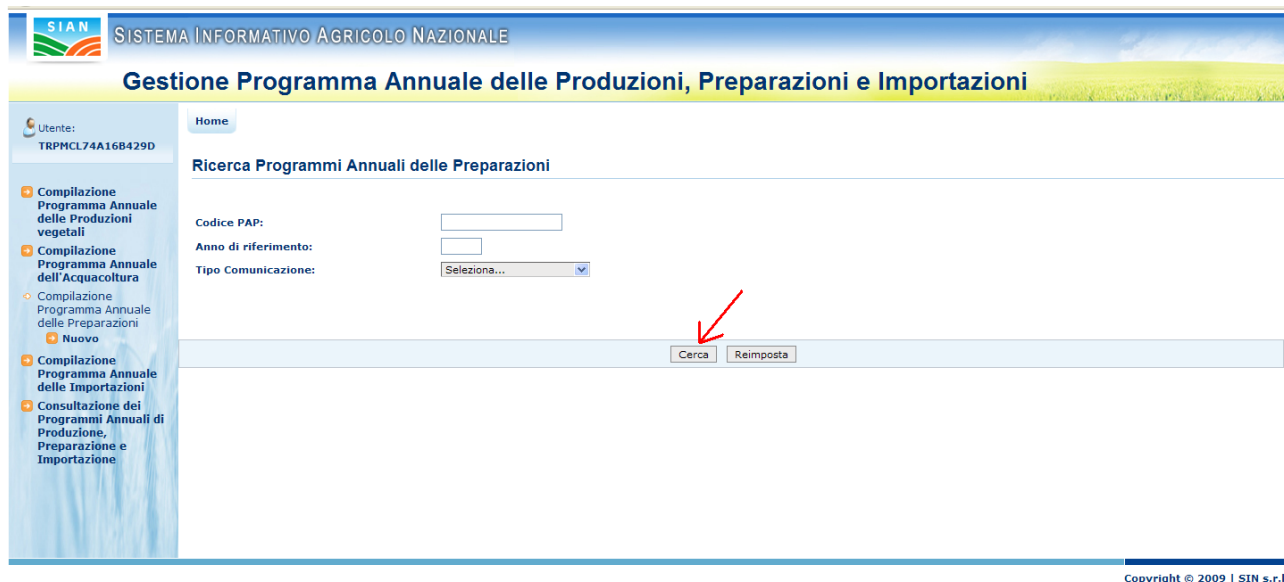 SIAN
SISTEMA INFORMATIVO AGRICOLO NAZIONALE
Gestione Programma Annuale delle Produzioni, Preparazioni e Importazioni
Utente:
TRPMCL74A16B429D
Home
Ricerca Programmi Annuali delle Preparazioni
Compilazione
Programma Annuale
delle Produzioni
vegetali
Compilazione
Programma Annuale
dell'Acquacoltura
Compilazione
Programma Annuale
delle Preparazioni
Nuovo
Compilazione
Programma Annuale
delle Importazioni
Consultazione dei
Programmi Annuali di
Produzione,
Preparazione e
Importazione
Codice PAP:
Anno di riferimento:
Tipo Comunicazione: Seleziona...
Cerca Reimposta
Copyright © 2009 | SIN s.r.l